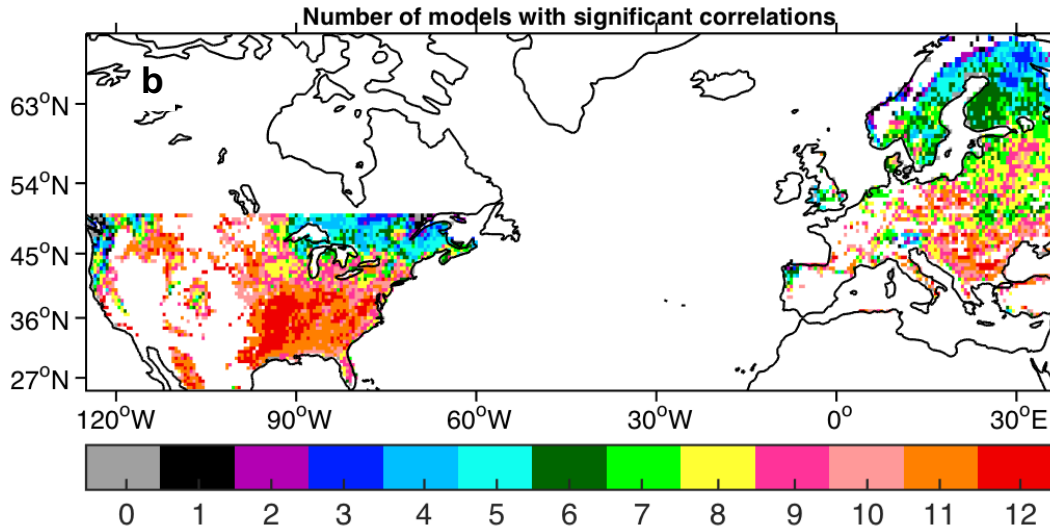 Number of models with significant correlations
b
63°N
54°N
45°N
36°N
27°N
120°W 90°W 60°W 30°W 0° 30°E
0 1 2 3 4 5 6 7 8 9 10 11 12